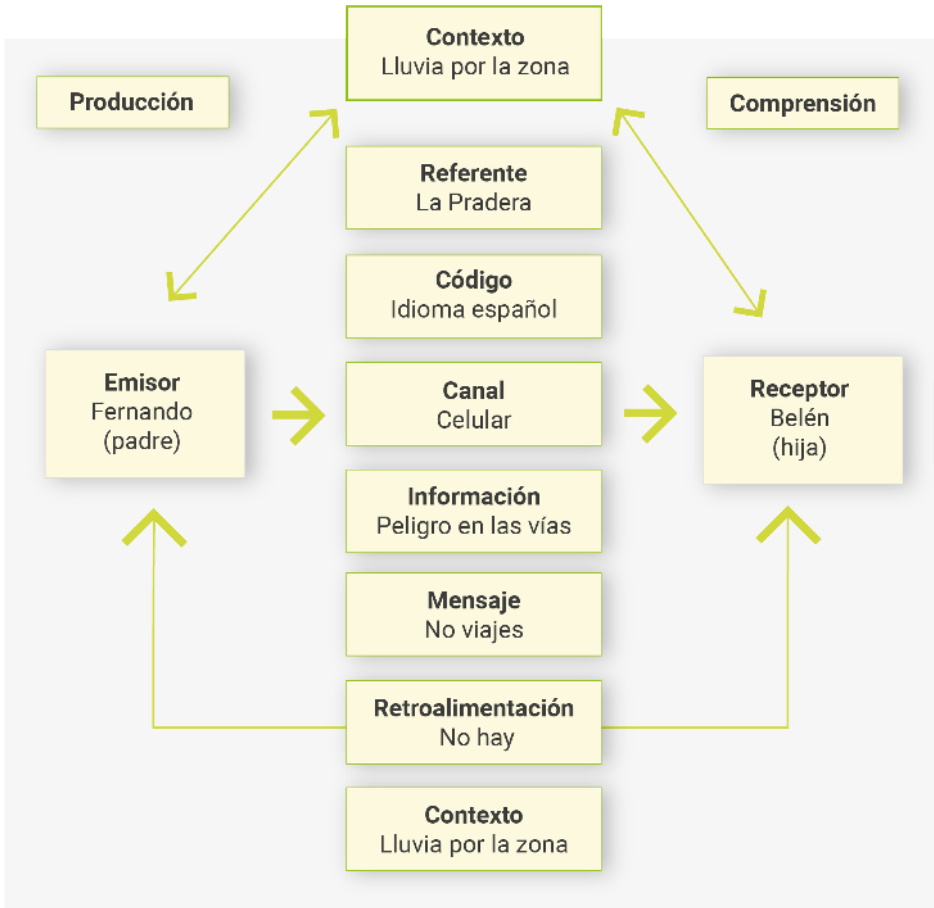 Contexto
Lluvia por la zona
Producción
Comprensión
Referente
La Pradera
Código
Idioma español
Emisor
Fernando
(padre)
Canal
Celular
Receptor
Belén
(hija)
Información
Peligro en las vías
Mensaje
No viajes
Retroalimentación
No hay
Contexto
Lluvia por la zona